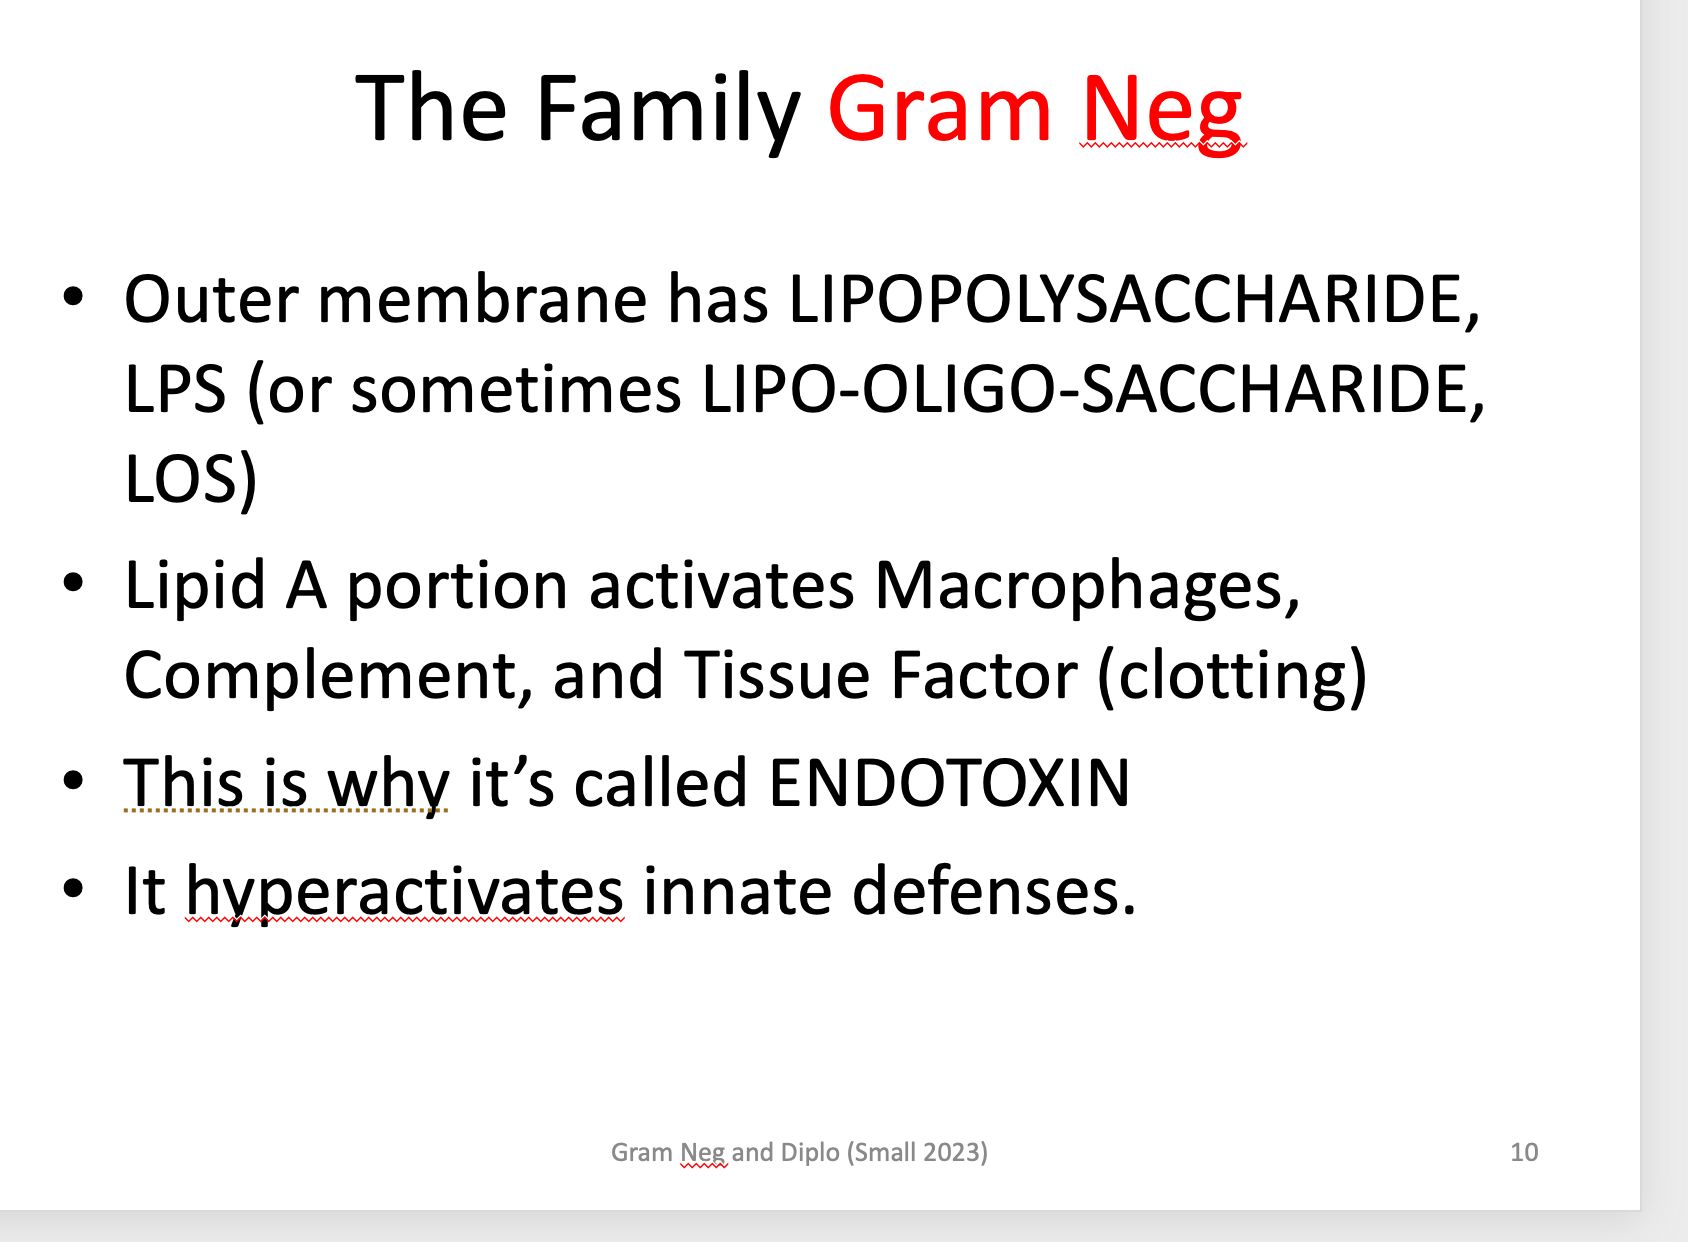 The Family Gram Neg
• Outer membrane has LIPOPOLYSACCHARIDE,
LPS (or sometimes LIPO-OLIGO-SACCHARIDE,
LOS)
• Lipid A portion activates Macrophages,
Complement, and Tissue Factor (clotting)
• This is why it’s called ENDOTOXIN
• It hyperactivates innate defenses.
Gram Neg and Diplo (Small 2023)
10